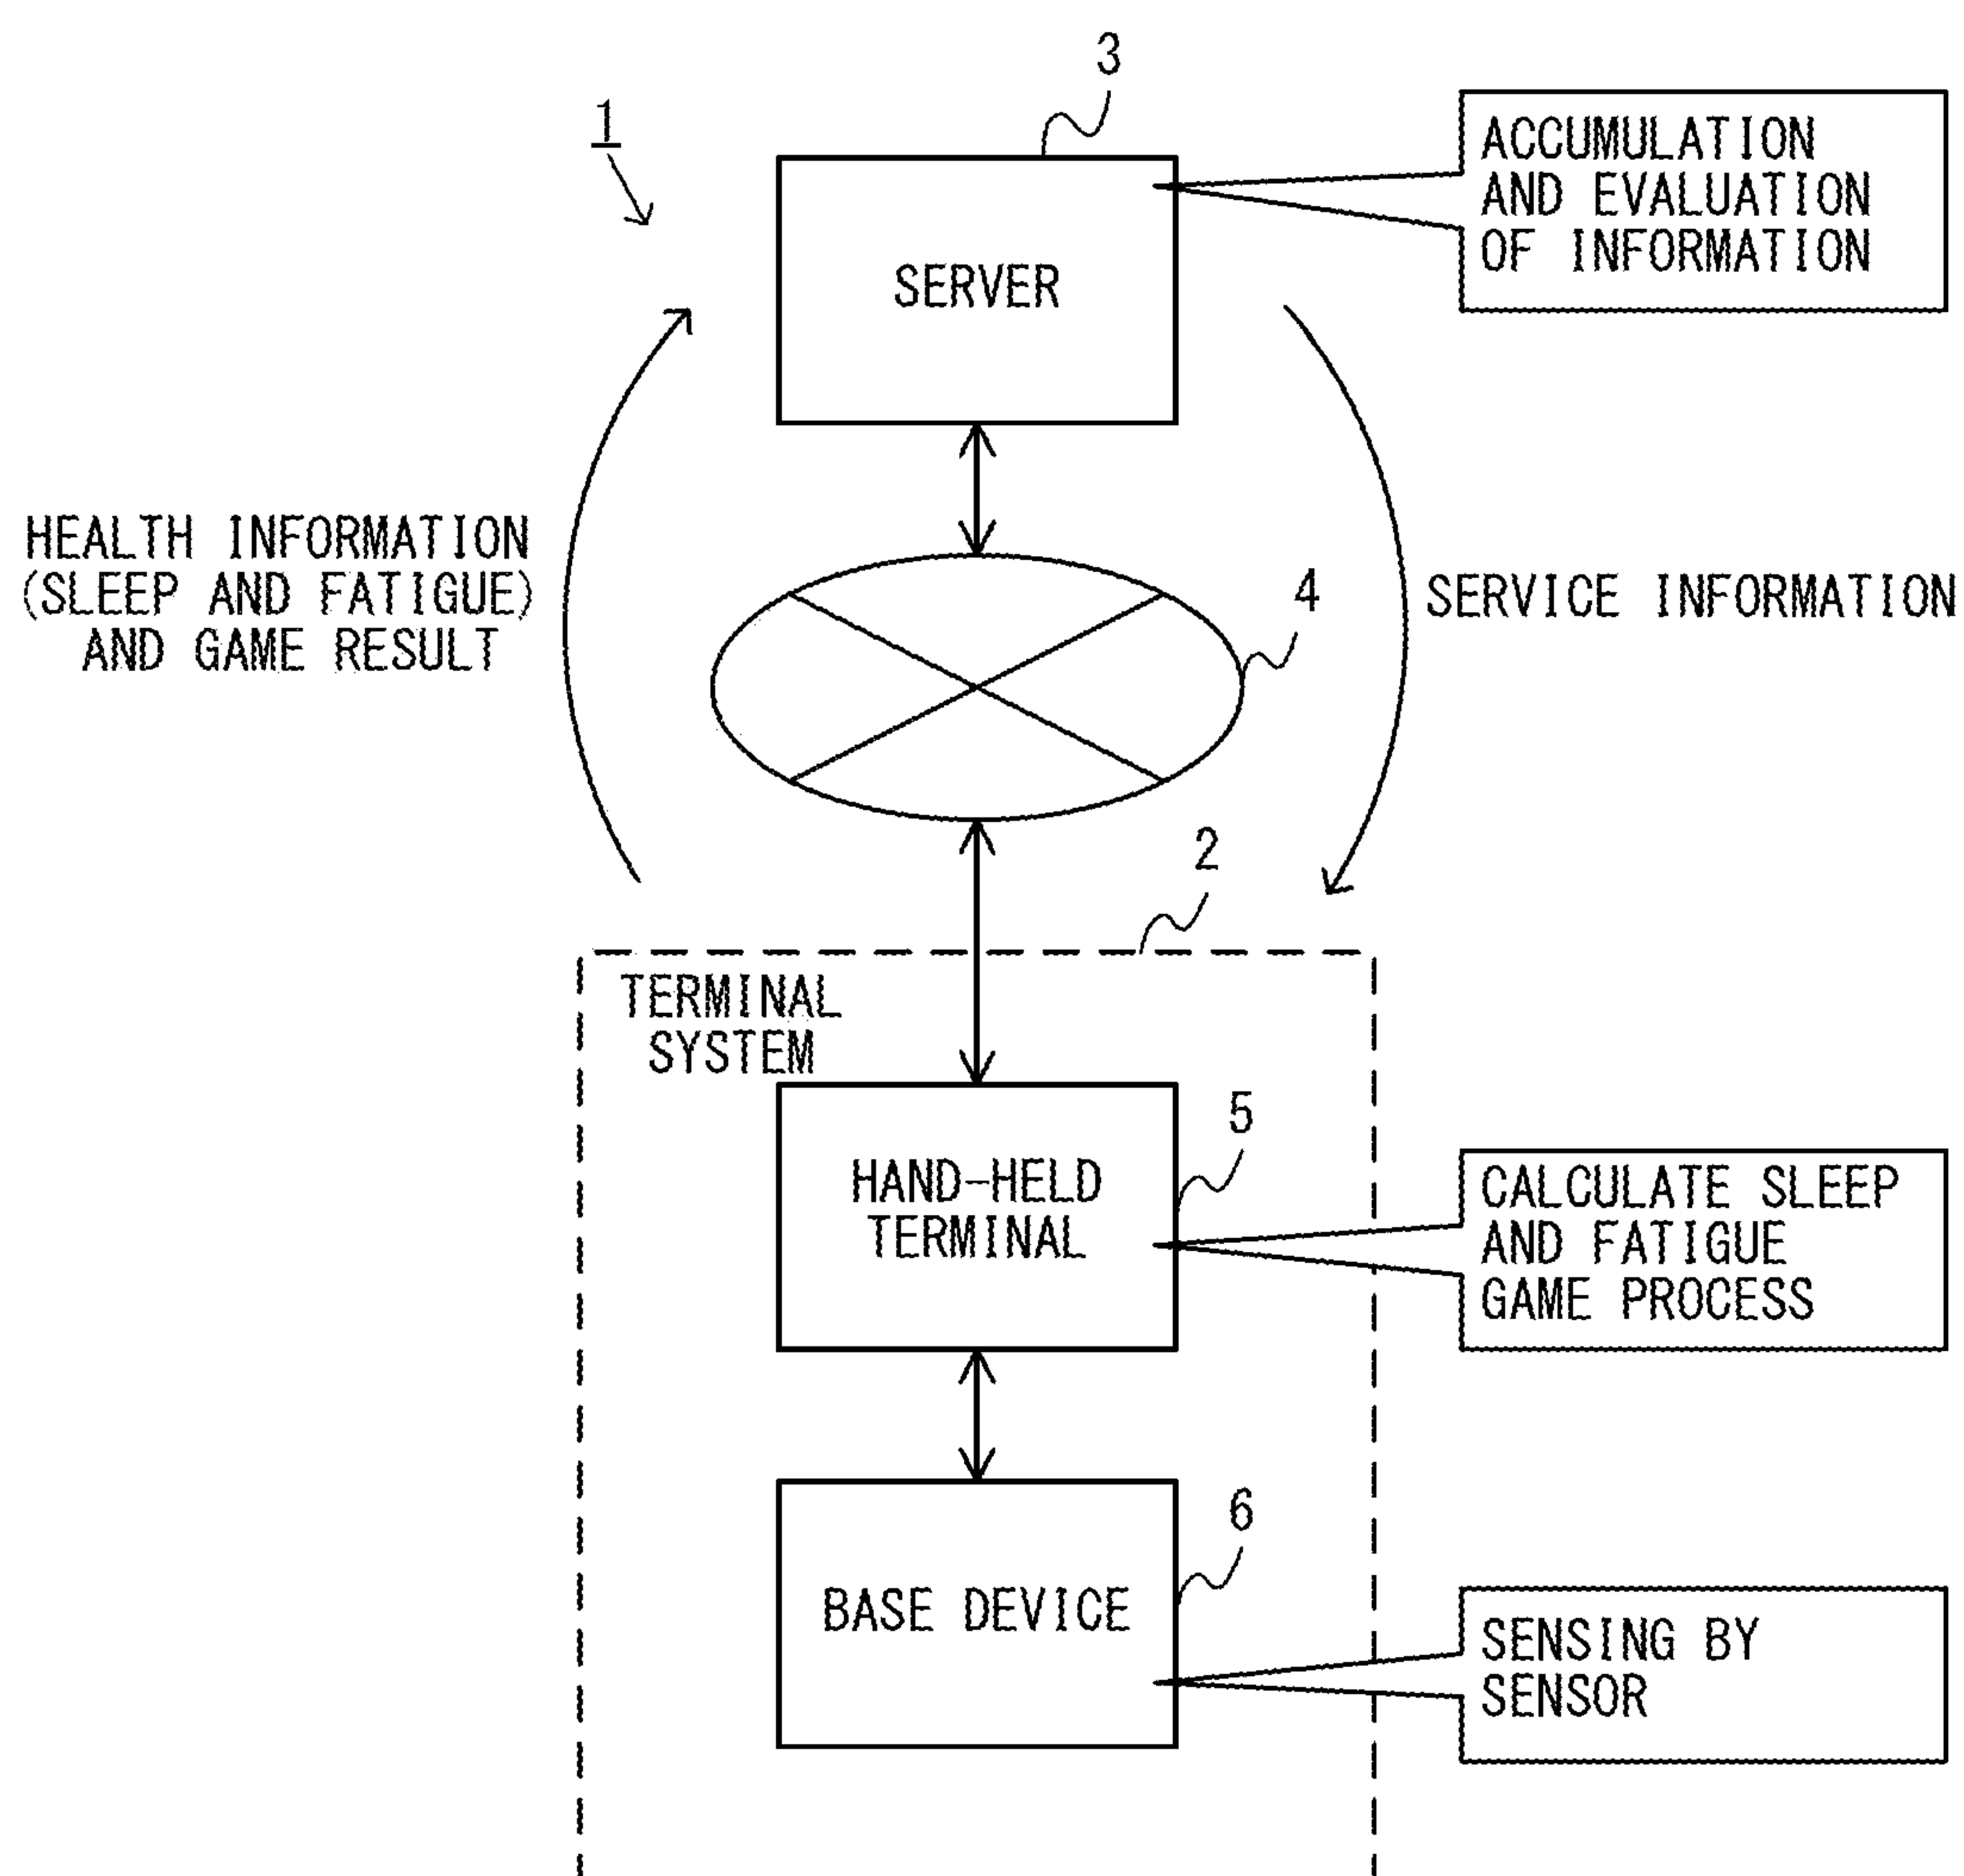 3
1
ACCUMULATION
AND EVALUATION
OF INFORMATION
SERVER
HEALTH INFORMATION
(SLEEP AND FATIGUE)
AND GAME RESULT
4
SERVICE INFORMATION
2
TERMINAL
SYSTEM
5
HAND-HELD
TERMINAL
CALCULATE SLEEP
AND FATIGUE
GAME PROCESS
6
BASE DEVICE
SENSING BY
SENSOR